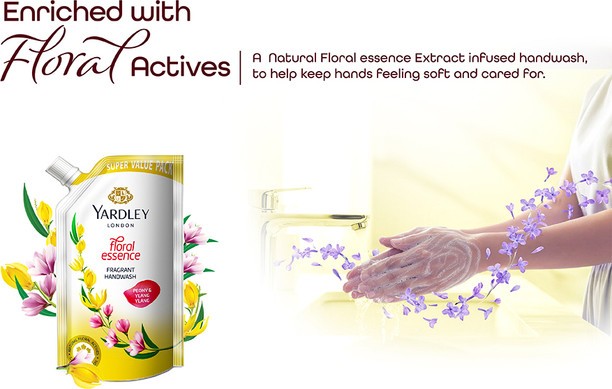 Enriched with
Floral Actives
A Natural Floral essence Extract infused handwash,
to help keep hands feeling soft and cared for.
SUPER VALUE PACK
YARDLEY
LONDON
floral
essence
FRAGRANT
HANDWASH
PEONY &
YLANG
YLANG